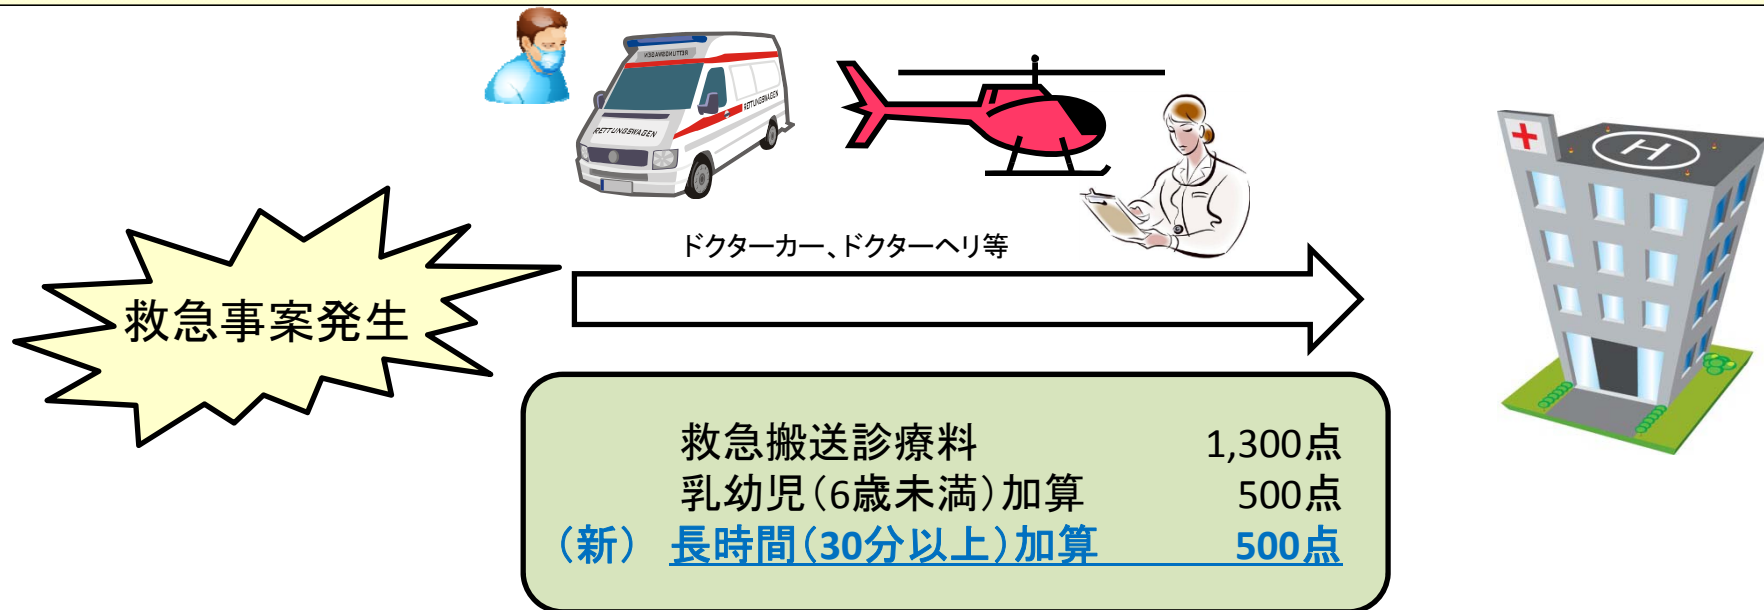 RETTUNGSWAGEN
RETTUNGSWAGEN
RETTUNGSWAGEN
H
ドクターカー、ドクターヘリ等
救急事案発生
救急搬送診療料 1,300点
乳幼児(6歳未満)加算 500点
(新) 長時間(30分以上)加算 500点